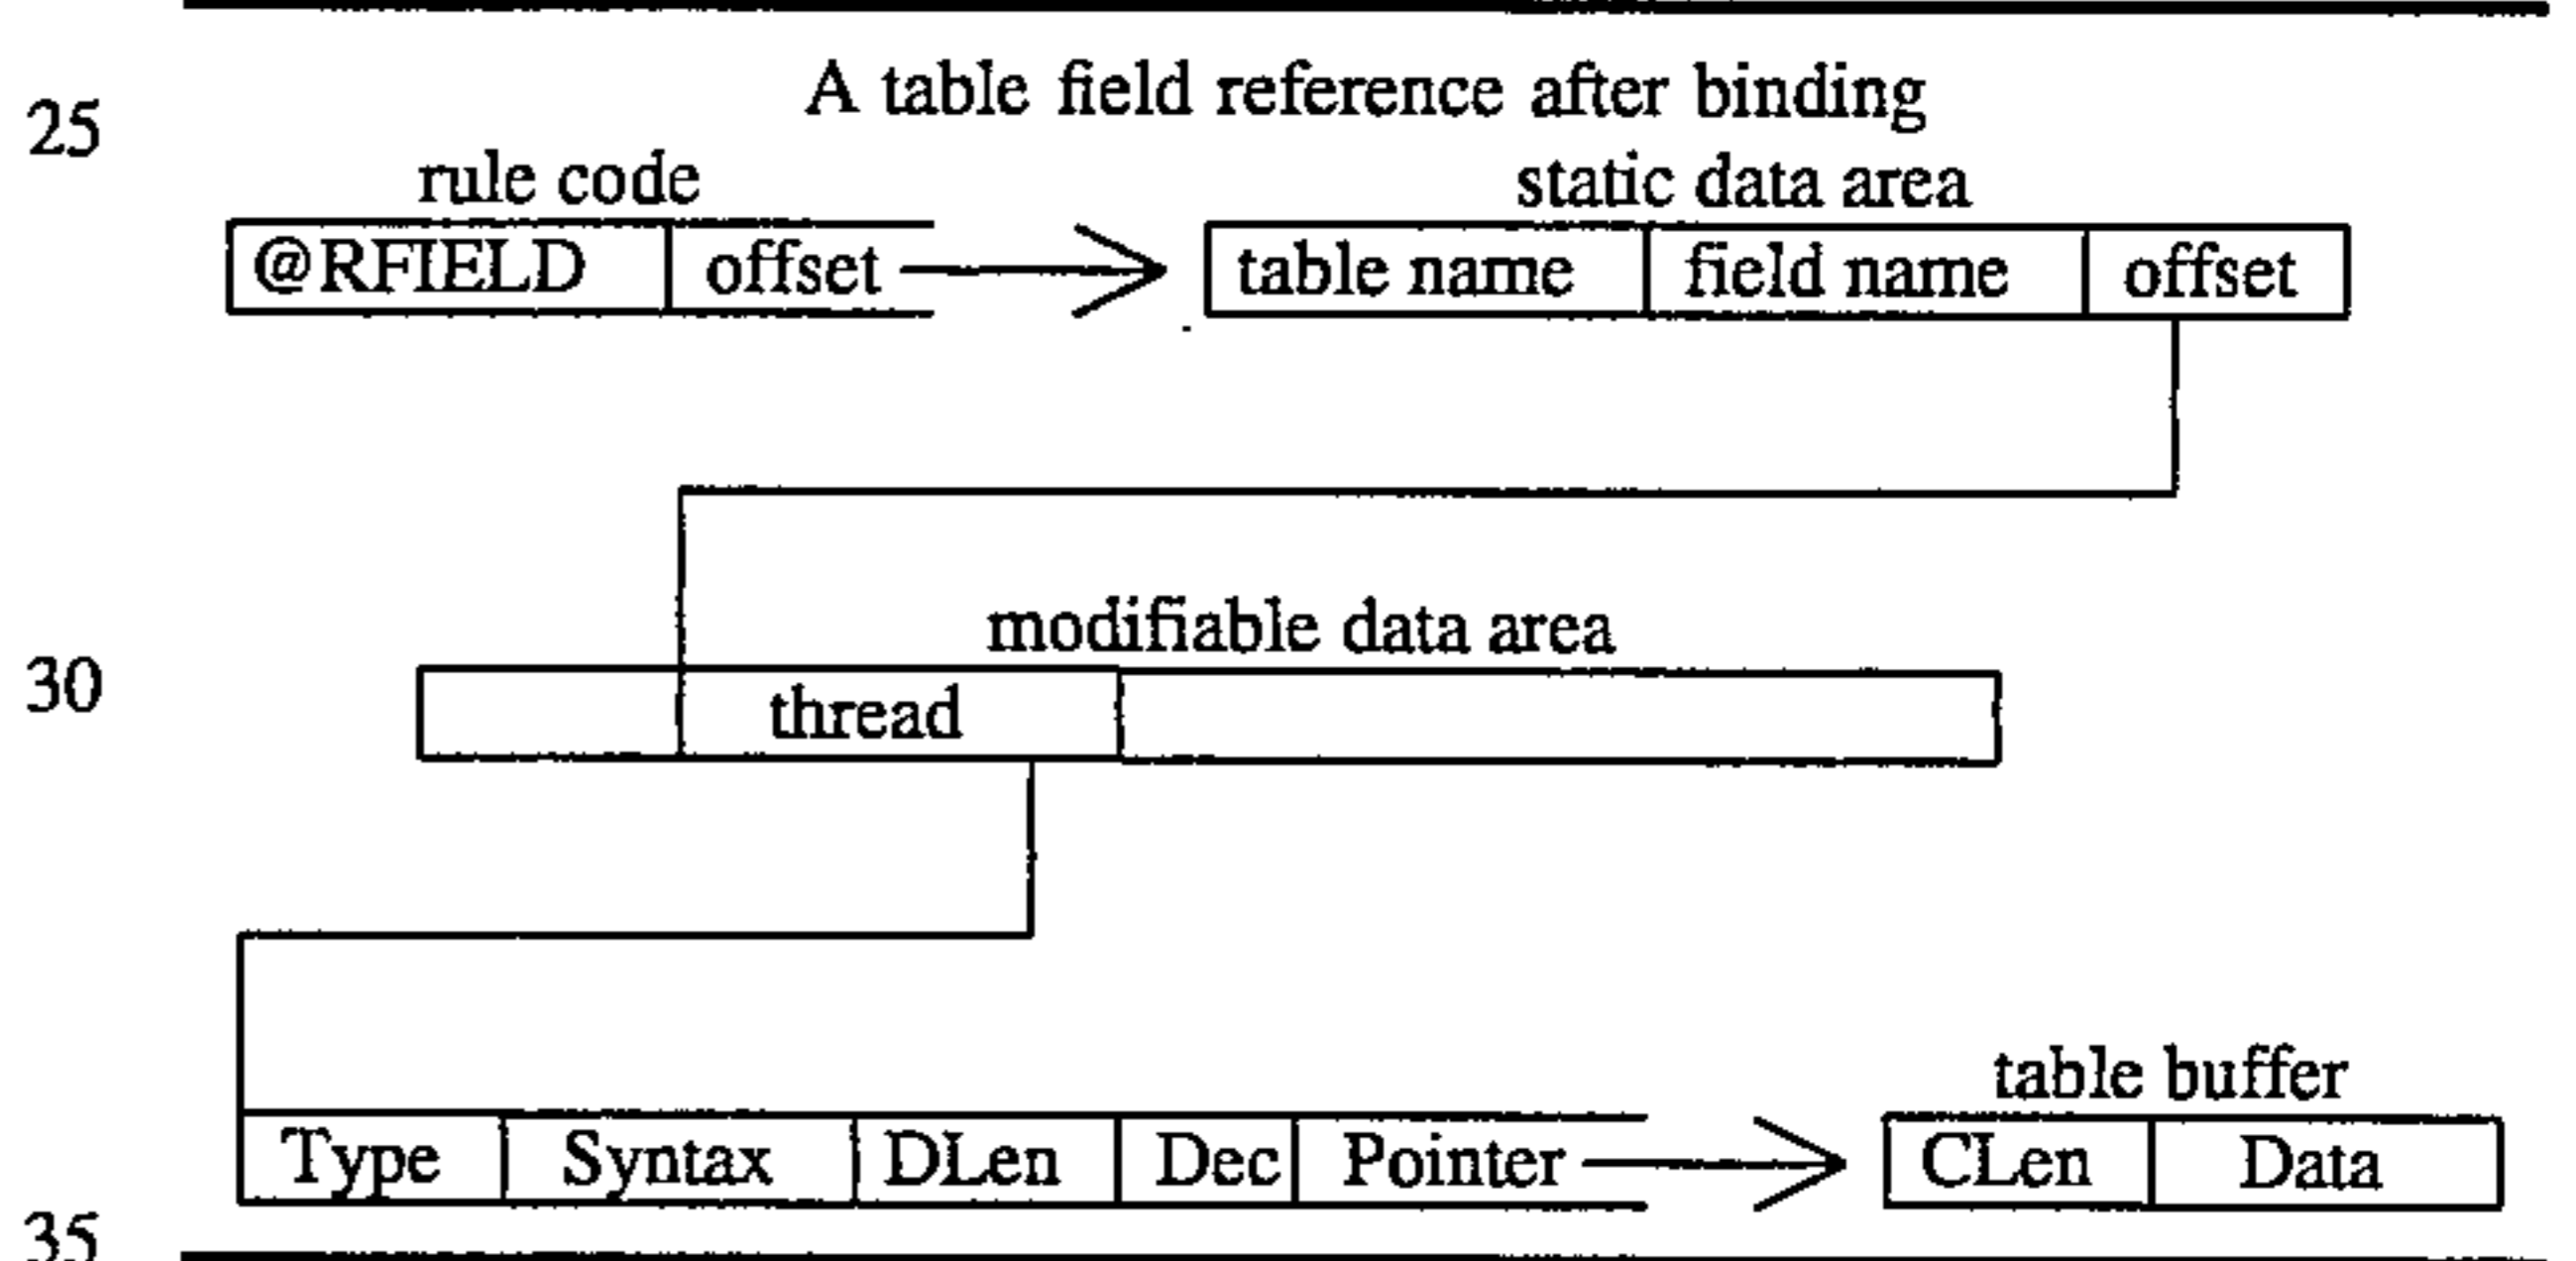 25
A table field reference after binding
rule code static data area
@RFIELD offset table name field name offset
modifiable data area
30
thread
table buffer
Type Syntax DLen Dec Pointer CLen Data
35